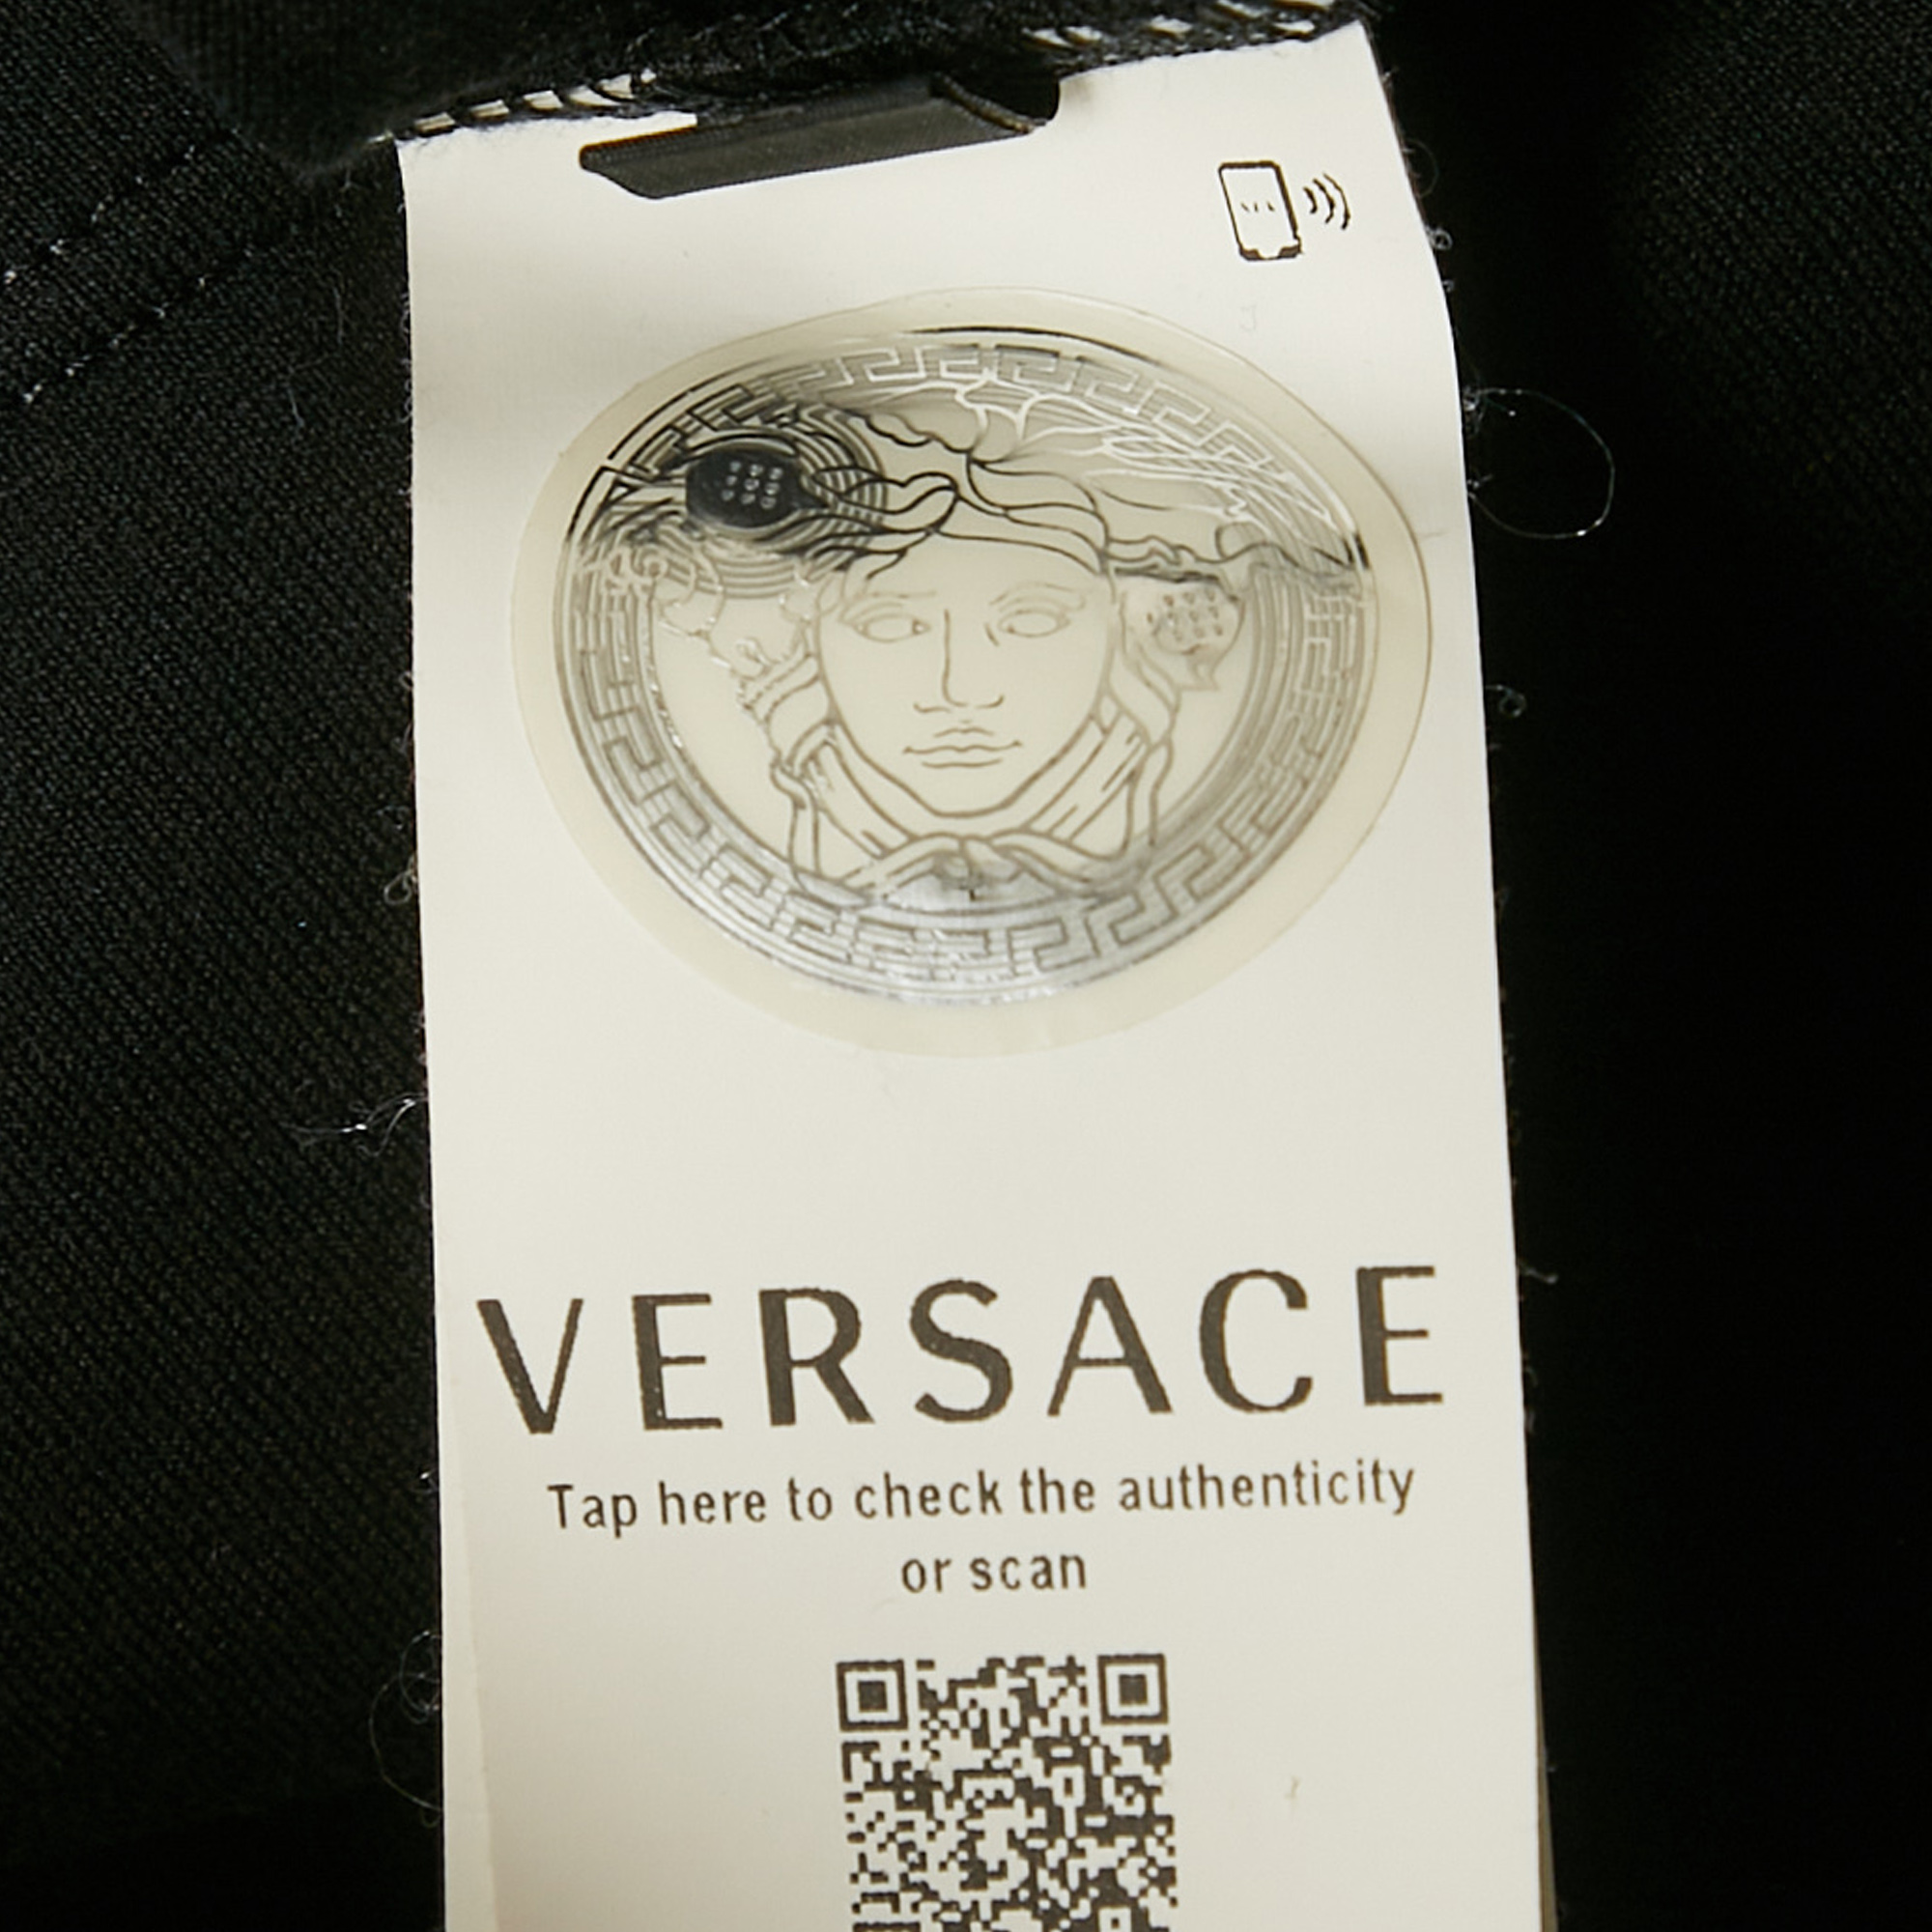 VERSACE
Tap here to check the authenticity
or scan